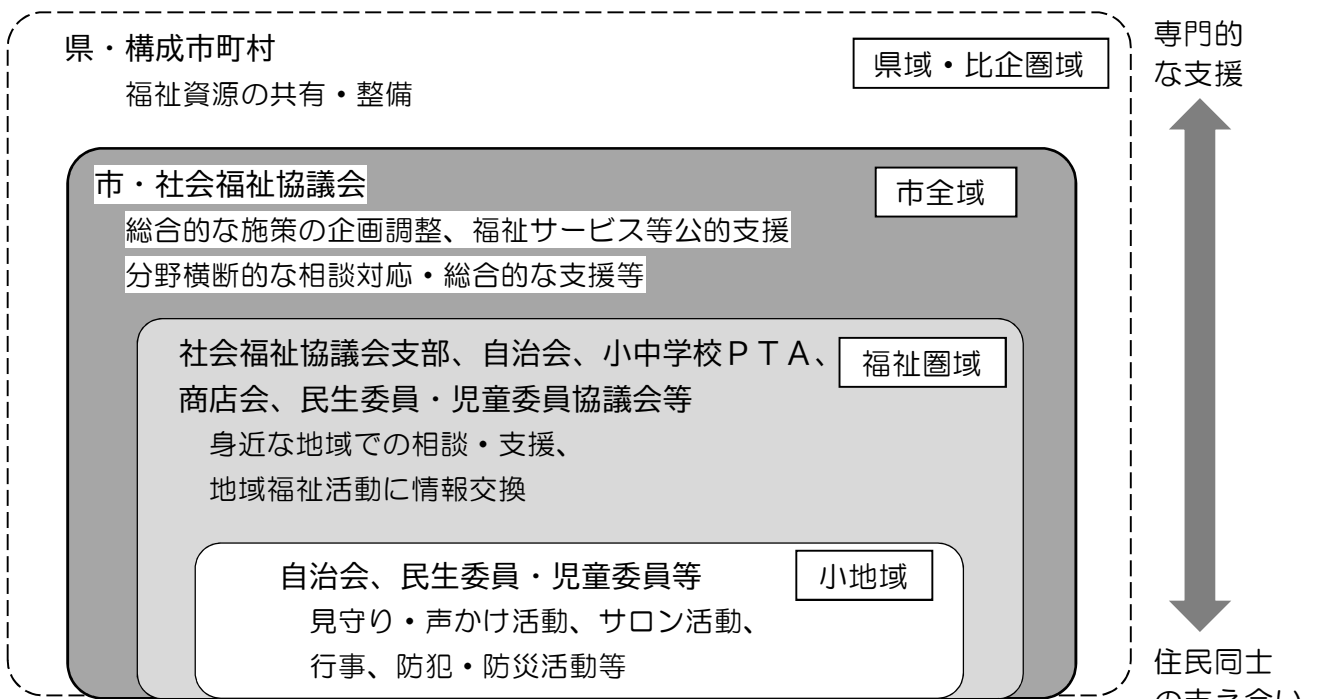 県・構成市町村
県域・比企圏域
福祉資源の共有・整備
専門的
な支援
市・社会福祉協議会
市全域
総合的な施策の企画調整、福祉サービス等公的支援
分野横断的な相談対応・総合的な支援等
社会福祉協議会支部、自治会、小中学校PTA、
福祉圏域
商店会、民生委員・児童委員協議会等
身近な地域での相談・支援、
地域福祉活動に情報交換
自治会、民生委員・児童委員等
小地域
見守り・声かけ活動、サロン活動、
行事、防犯・防災活動等
住民同士
の支え合い